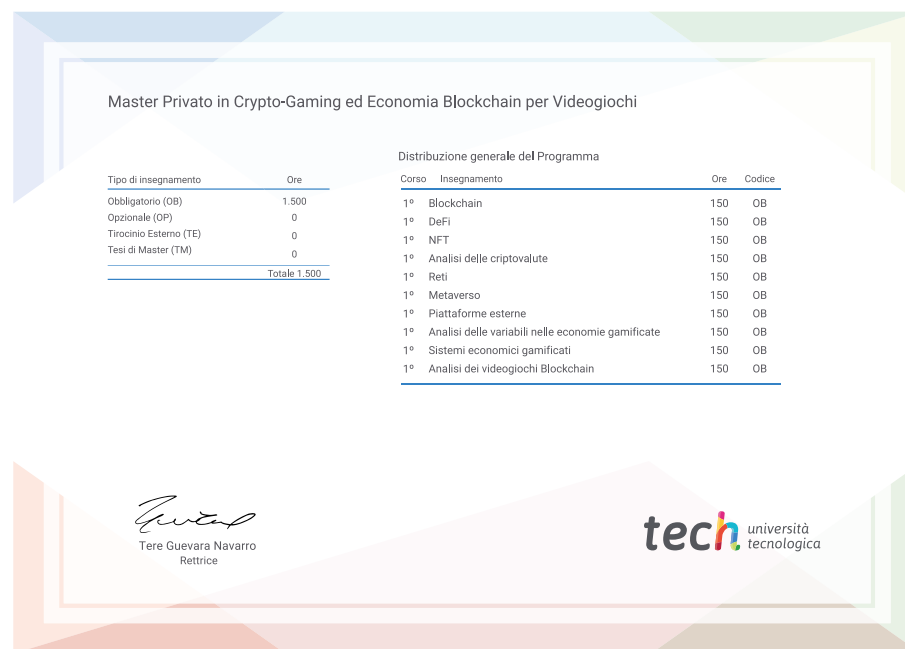 Master Privato in Crypto-Gaming ed Economia Blockchain per Videogiochi
Tipo di insegnamento Ore
Obbligatorio (OB) 1.500
Opzionale (OP) 0
Tirocinio Esterno (TE) 0
Tesi di Master (TM) 0
Totale 1.500
Distribuzione generale del Programma
Corso Insegnamento Ore Codice
1º Blockchain 150 OB
1º DeFi 150 OB
1º NFT 150 OB
1º Analisi delle criptovalute 150 OB
1º Reti 150 OB
1º Metaverso 150 OB
1º Piattaforme esterne 150 OB
1º Analisi delle variabili nelle economie gamificate 150 OB
1º Sistemi economici gamificati 150 OB
1º Analisi dei videogiochi Blockchain 150 OB
Tere Guevara Navarro
Rettrice
tech università
tecnologica